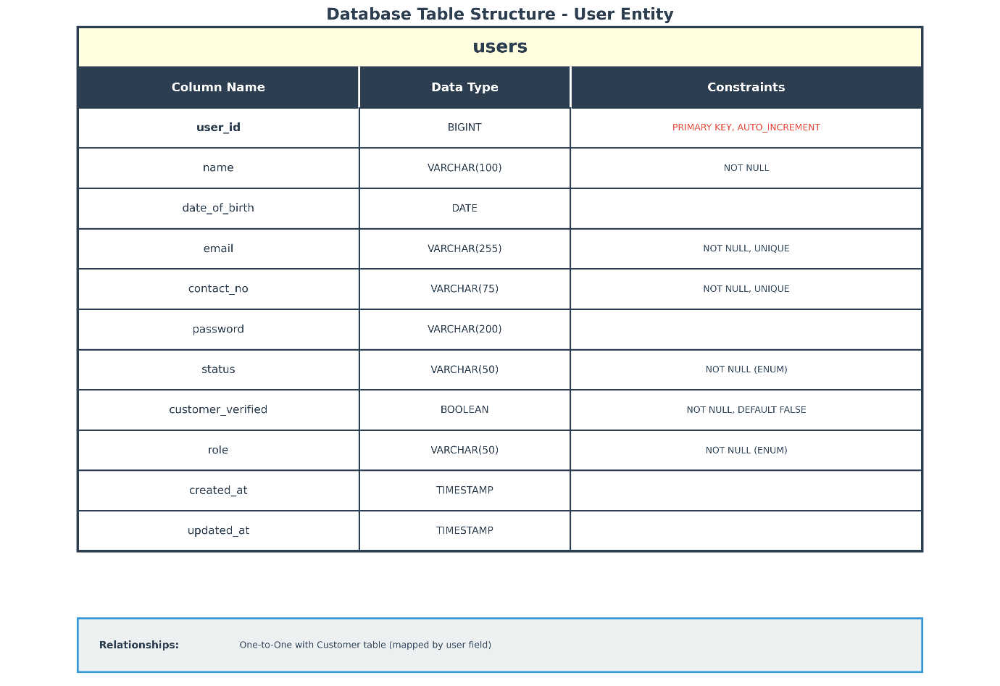 Database Table Structure - User Entity
users
Column Name Data Type Constraints
user_id BIGINT PRIMARY KEY, AUTO_INCREMENT
name VARCHAR(100) NOT NULL
date_of_birth DATE
email VARCHAR(255) NOT NULL, UNIQUE
contact_no VARCHAR(75) NOT NULL, UNIQUE
password VARCHAR(200)
status VARCHAR(50) NOT NULL (ENUM)
customer_verified BOOLEAN NOT NULL, DEFAULT FALSE
role VARCHAR(50) NOT NULL (ENUM)
created_at TIMESTAMP
updated_at TIMESTAMP
Relationships: One-to-One with Customer table (mapped by user field)